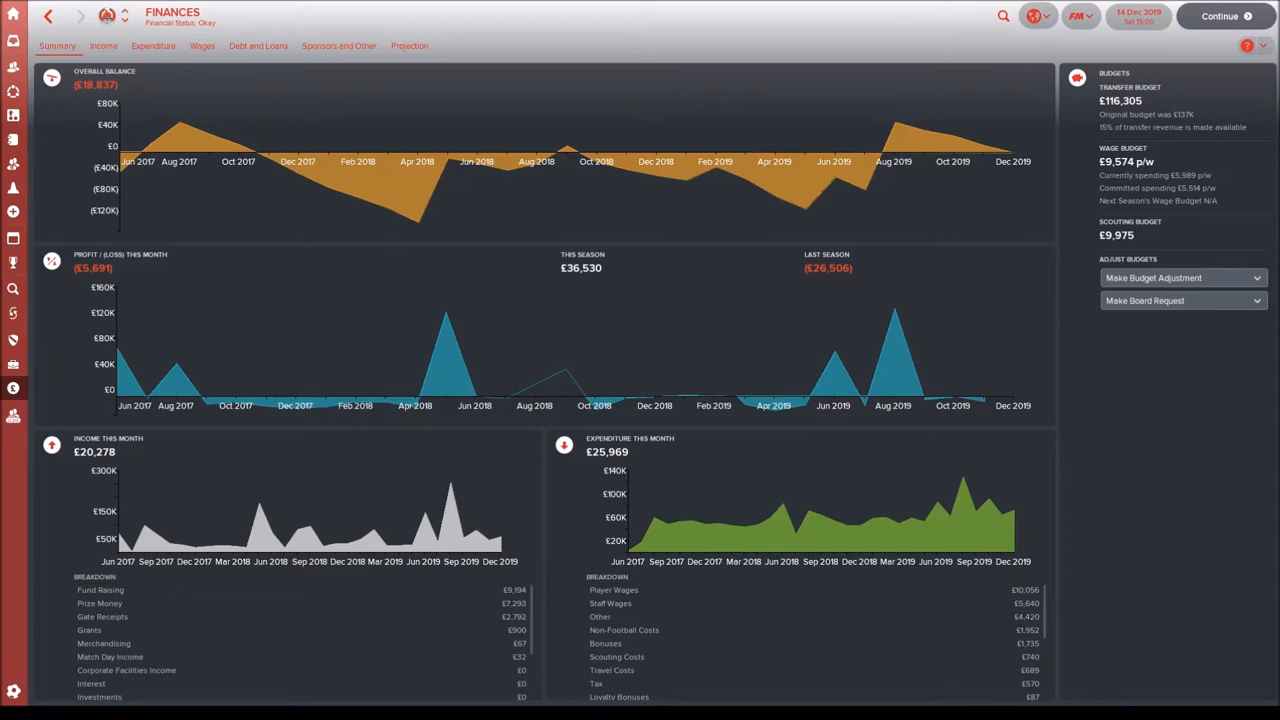 FINANCES
Financial Status: Okay
FM
14 Dec 2019
Sat 15:00
Continue
Summary
Income
Expenditure
Wages
Debt and Loans
Sponsors and Other
Projection
?
OVERALL BALANCE
(£18,837)
£80K
£40K
£0
(£40K)
(£80K)
(£120K)
Jun 2017 Aug 2017 Oct 2017 Dec 2017 Feb 2018 Apr 2018 Jun 2018 Aug 2018 Oct 2018 Dec 2018 Feb 2019 Apr 2019 Jun 2019 Aug 2019 Oct 2019 Dec 2019
PROFIT / (LOSS) THIS MONTH
(£5,691)
THIS SEASON
£36,530
LAST SEASON
(£26,506)
£160K
£120K
£80K
£40K
£0
Jun 2017 Aug 2017 Oct 2017 Dec 2017 Feb 2018 Apr 2018 Jun 2018 Aug 2018 Oct 2018 Dec 2018 Feb 2019 Apr 2019 Jun 2019 Aug 2019 Oct 2019 Dec 2019
INCOME THIS MONTH
£20,278
£300K
£150K
£50K
Jun 2017 Sep 2017 Dec 2017 Mar 2018 Jun 2018 Sep 2018 Dec 2018 Mar 2019 Jun 2019 Sep 2019 Dec 2019
BREAKDOWN
Fund Raising £9,194
Prize Money £7,293
Gate Receipts £2,792
Grants £900
Merchandising £67
Match Day Income £32
Corporate Facilities Income £0
Interest £0
Investments £0
EXPENDITURE THIS MONTH
£25,969
£140K
£100K
£60K
£20K
Jun 2017 Sep 2017 Dec 2017 Mar 2018 Jun 2018 Sep 2018 Dec 2018 Mar 2019 Jun 2019 Sep 2019 Dec 2019
BREAKDOWN
Player Wages £10,056
Staff Wages £5,640
Other £4,420
Non-Football Costs £1,952
Bonuses £1,735
Scouting Costs £740
Travel Costs £689
Tax £570
Loyalty Bonuses £87
BUDGETS
TRANSFER BUDGET
£116,305
Original budget was £137K
15% of transfer revenue is made available
WAGE BUDGET
£9,574 p/w
Currently spending £5,989 p/w
Committed spending £5,514 p/w
Next Season's Wage Budget N/A
SCOUTING BUDGET
£9,975
ADJUST BUDGETS
Make Budget Adjustment
Make Board Request